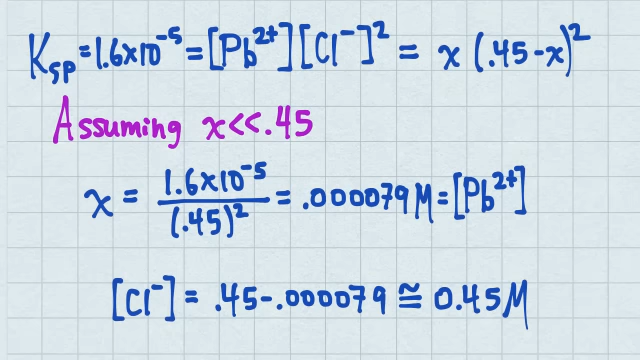 Ksp = 1.6x10⁻⁵ = [Pb²⁺][Cl⁻]² = x (.45-x)²
Assuming x<<.45
x = 1.6x10⁻⁵ / (.45)² = .000079 M = [Pb²⁺]
[Cl⁻] = .45-.000079 ≅ 0.45M